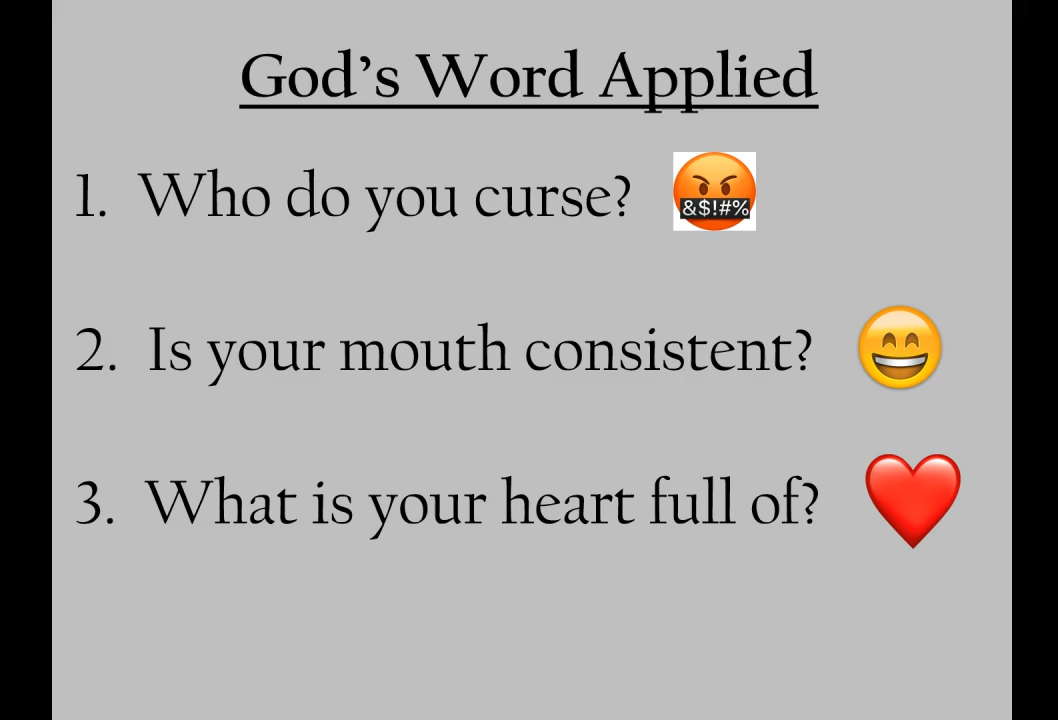 God's Word Applied
1. Who do you curse? &$!#%
2. Is your mouth consistent?
3. What is your heart full of?